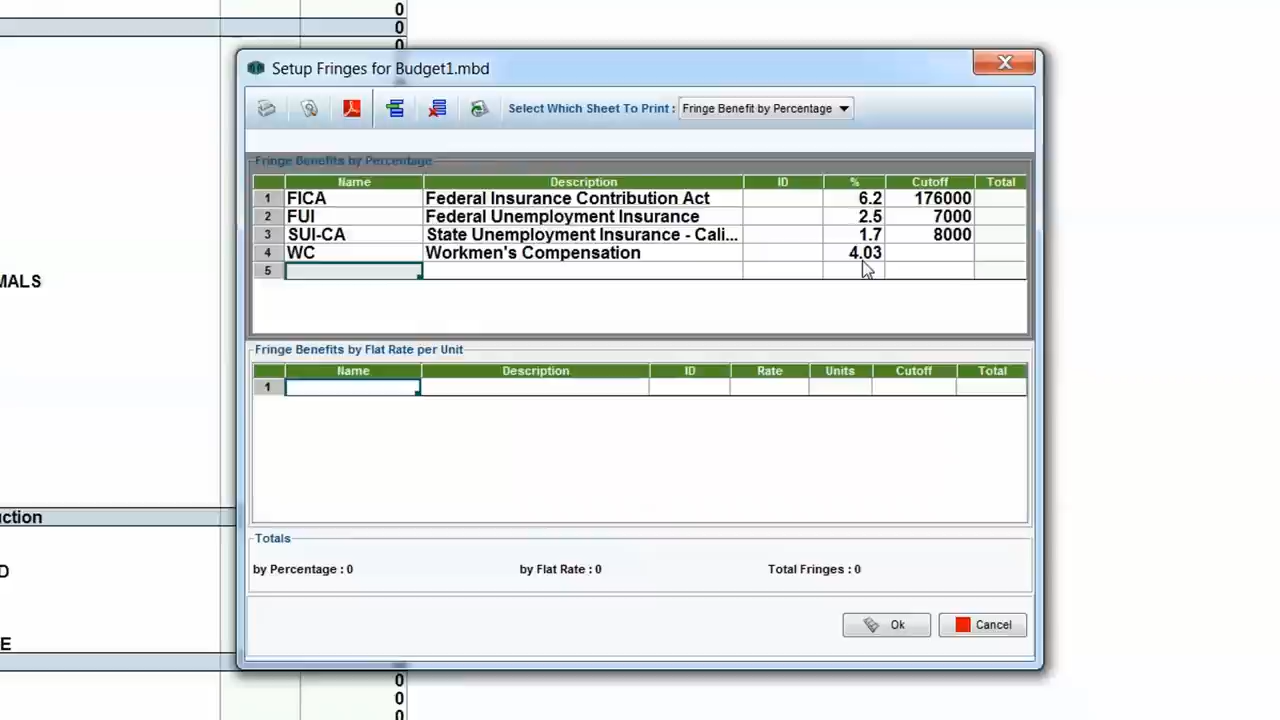 0
0
0
MALS
uction
D
E
0
0
0
Setup Fringes for Budget1.mbd
Select Which Sheet To Print : Fringe Benefit by Percentage
Fringe Benefits by Percentage
Name Description ID % Cutoff Total
1 FICA Federal Insurance Contribution Act 6.2 176000
2 FUI Federal Unemployment Insurance 2.5 7000
3 SUI-CA State Unemployment Insurance - Cali... 1.7 8000
4 WC Workmen's Compensation 4.03
5
Fringe Benefits by Flat Rate per Unit
Name Description ID Rate Units Cutoff Total
1
Totals
by Percentage : 0 by Flat Rate : 0 Total Fringes : 0
Ok Cancel